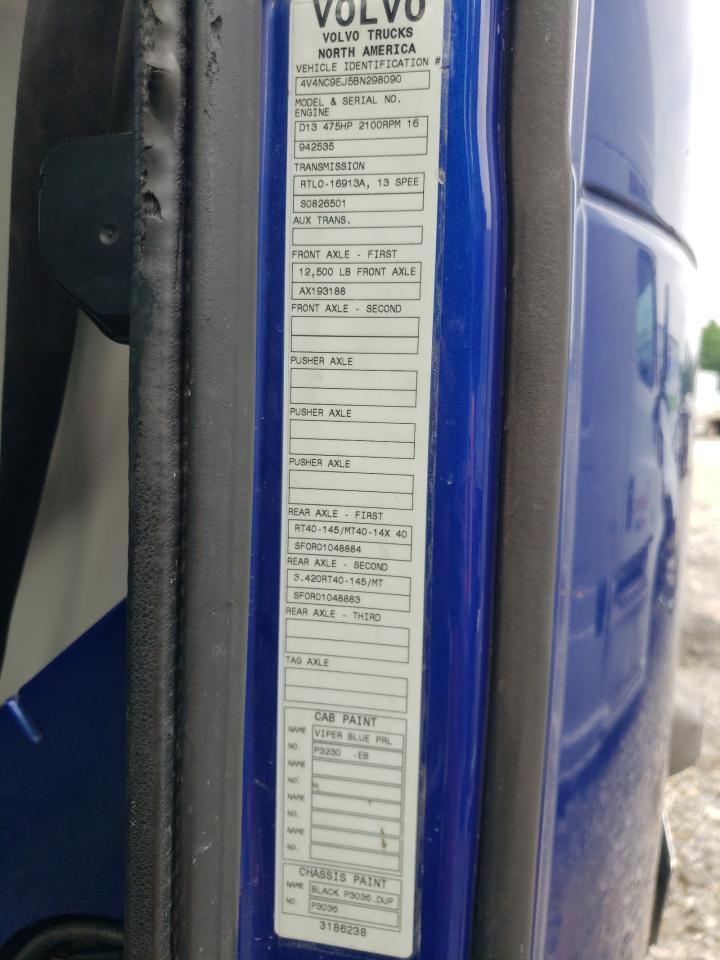 VOLVO
VOLVO TRUCKS
NORTH AMERICA
VEHICLE IDENTIFICATION #
4V4NC9EJ5BN298090
MODEL & SERIAL NO.
ENGINE
D13 475HP 2100RPM 16
942535
TRANSMISSION
RTLO-16913A, 13 SPEE
S0826501
AUX TRANS.
FRONT AXLE - FIRST
12,500 LB FRONT AXLE
AX193188
FRONT AXLE - SECOND
PUSHER AXLE
PUSHER AXLE
PUSHER AXLE
REAR AXLE - FIRST
RT40-145/MT40-14X 40
SF0R01048884
REAR AXLE - SECOND
3.420RT40-145/MT
SF0R01048883
REAR AXLE - THIRD
TAG AXLE
CAB PAINT
NAME VIPER BLUE PRL
NO. P3230 -EB
NAME
NO.
NAME
NO.
NAME
NO.
CHASSIS PAINT
NAME BLACK P3036 DUP
NO. P3036
3186238